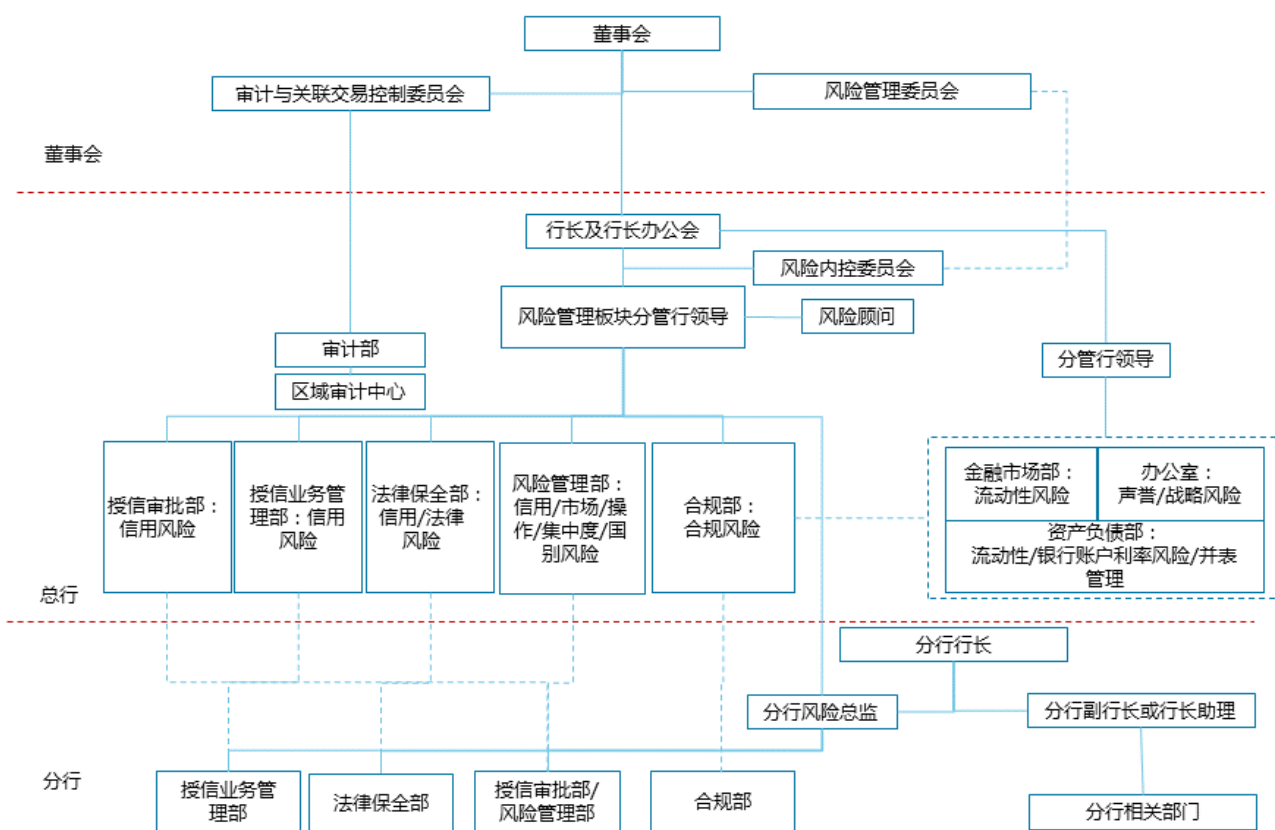 董事会
审计与关联交易控制委员会
风险管理委员会
董事会
行长及行长办公会
风险内控委员会
风险管理板块分管行领导
风险顾问
审计部
分管行领导
区域审计中心
授信审批部：
信用风险
授信业务管
理部：信用
风险
法律保全部：
信用/法律
风险
风险管理部：
信用/市场/操
作/集中度/国
别风险
合规部：
合规风险
金融市场部：
流动性风险
办公室：
声誉/战略风险
资产负债部：
流动性/银行账户利率风险/并表
管理
总行
分行行长
分行风险总监
分行副行长或行长助理
分行
授信业务管
理部
法律保全部
授信审批部/
风险管理部
合规部
分行相关部门